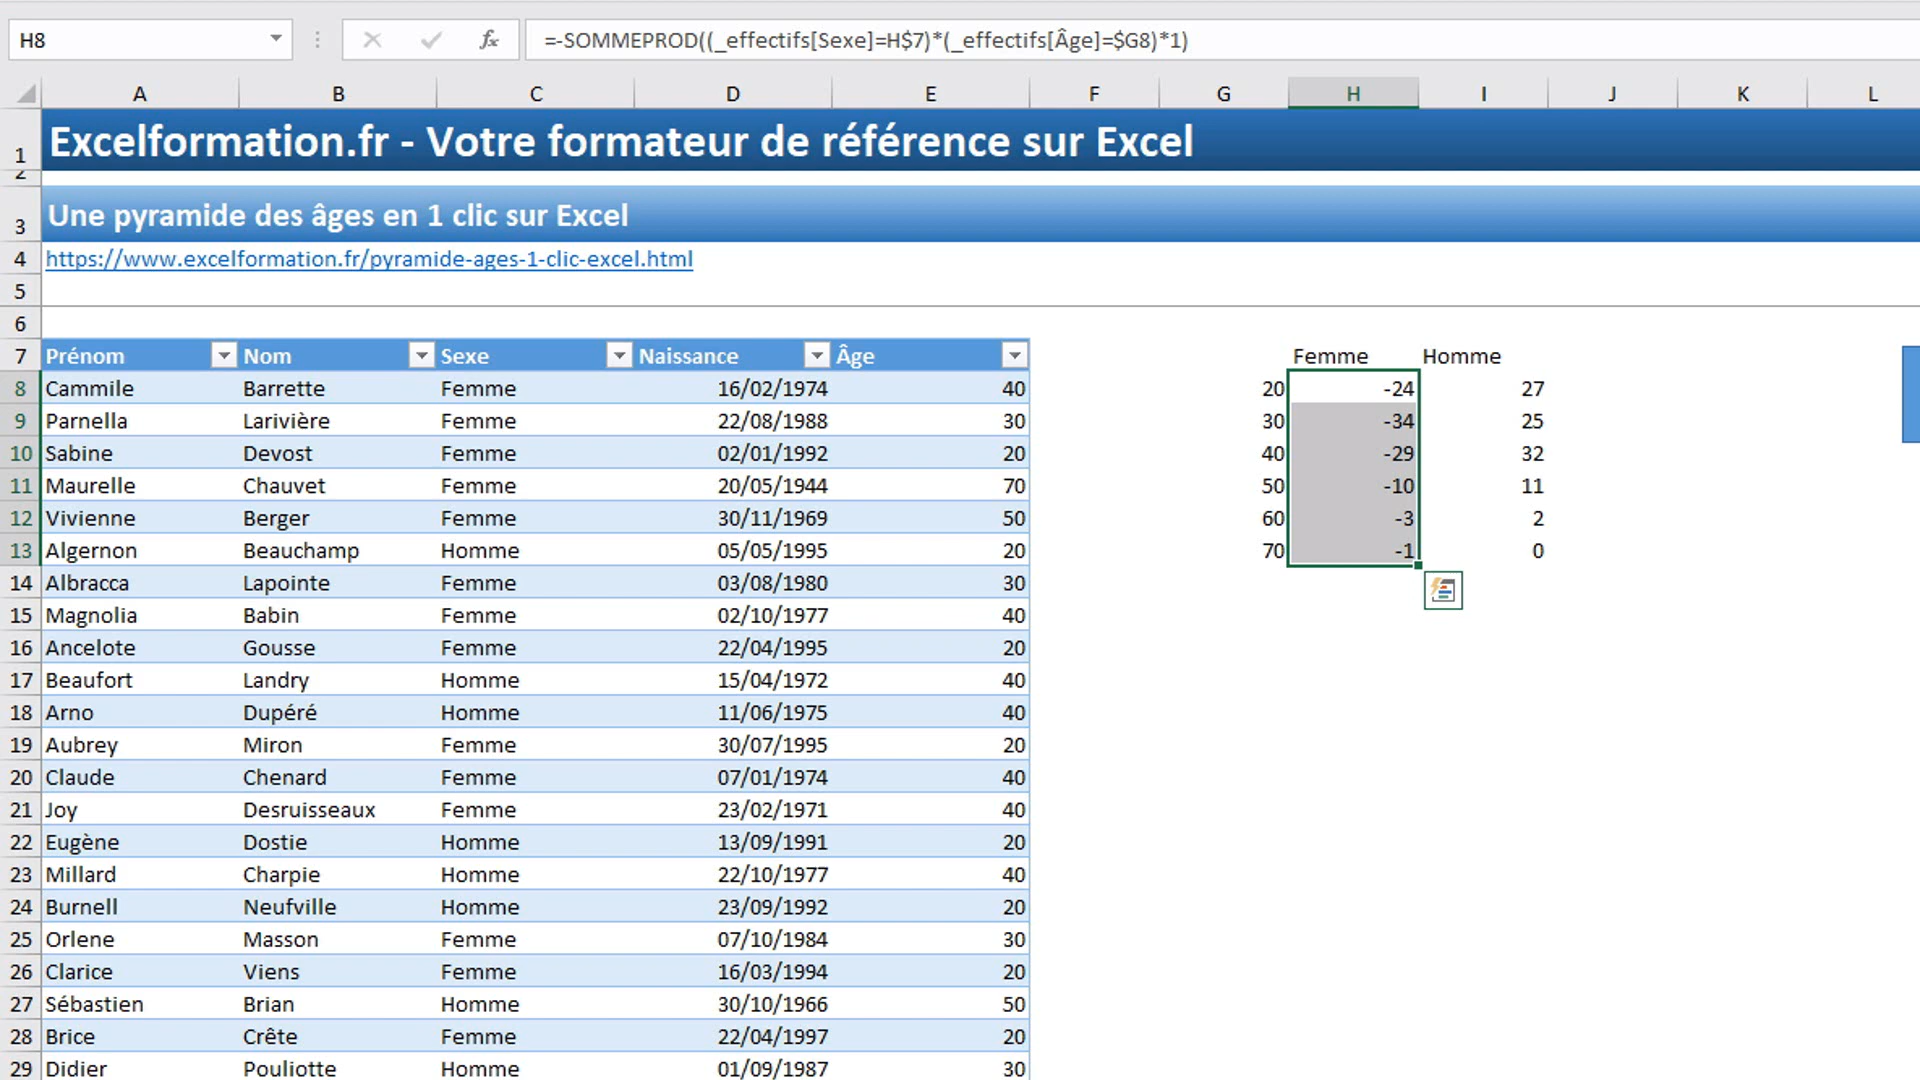 H8 fx =-SOMMEPROD((_effectifs[Sexe]=H$7)*(_effectifs[Âge]=$G8)*1)
A B C D E F G H I J K L
1 Excelformation.fr - Votre formateur de référence sur Excel
2
3 Une pyramide des âges en 1 clic sur Excel
4 https://www.excelformation.fr/pyramide-ages-1-clic-excel.html
5
6
7 Prénom Nom Sexe Naissance Âge Femme Homme
8 Cammile Barrette Femme 16/02/1974 40 20 -24 27
9 Parnella Larivière Femme 22/08/1988 30 30 -34 25
10 Sabine Devost Femme 02/01/1992 20 40 -29 32
11 Maurelle Chauvet Femme 20/05/1944 70 50 -10 11
12 Vivienne Berger Femme 30/11/1969 50 60 -3 2
13 Algernon Beauchamp Homme 05/05/1995 20 70 -1 0
14 Albracca Lapointe Femme 03/08/1980 30
15 Magnolia Babin Femme 02/10/1977 40
16 Ancelote Gousse Femme 22/04/1995 20
17 Beaufort Landry Homme 15/04/1972 40
18 Arno Dupéré Homme 11/06/1975 40
19 Aubrey Miron Femme 30/07/1995 20
20 Claude Chenard Femme 07/01/1974 40
21 Joy Desruisseaux Femme 23/02/1971 40
22 Eugène Dostie Homme 13/09/1991 20
23 Millard Charpie Homme 22/10/1977 40
24 Burnell Neufville Homme 23/09/1992 20
25 Orlene Masson Femme 07/10/1984 30
26 Clarice Viens Femme 16/03/1994 20
27 Sébastien Brian Homme 30/10/1966 50
28 Brice Crête Femme 22/04/1997 20
29 Didier Pouliotte Homme 01/09/1987 30